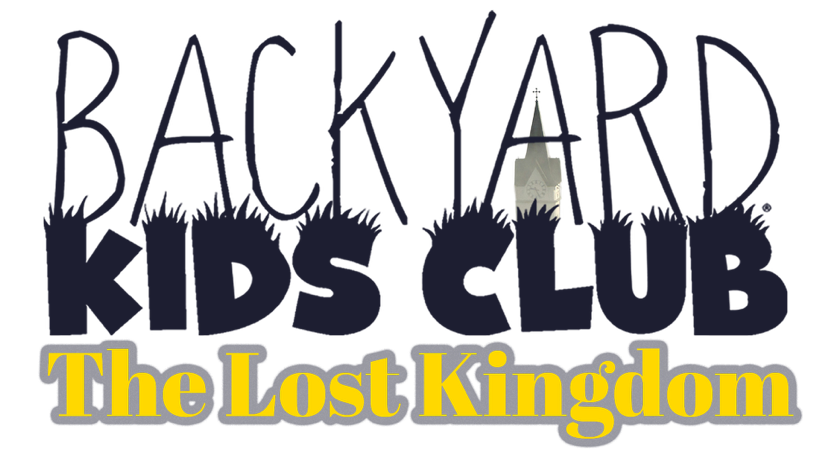 BACKYARD
KIDS CLUB®
The Lost Kingdom